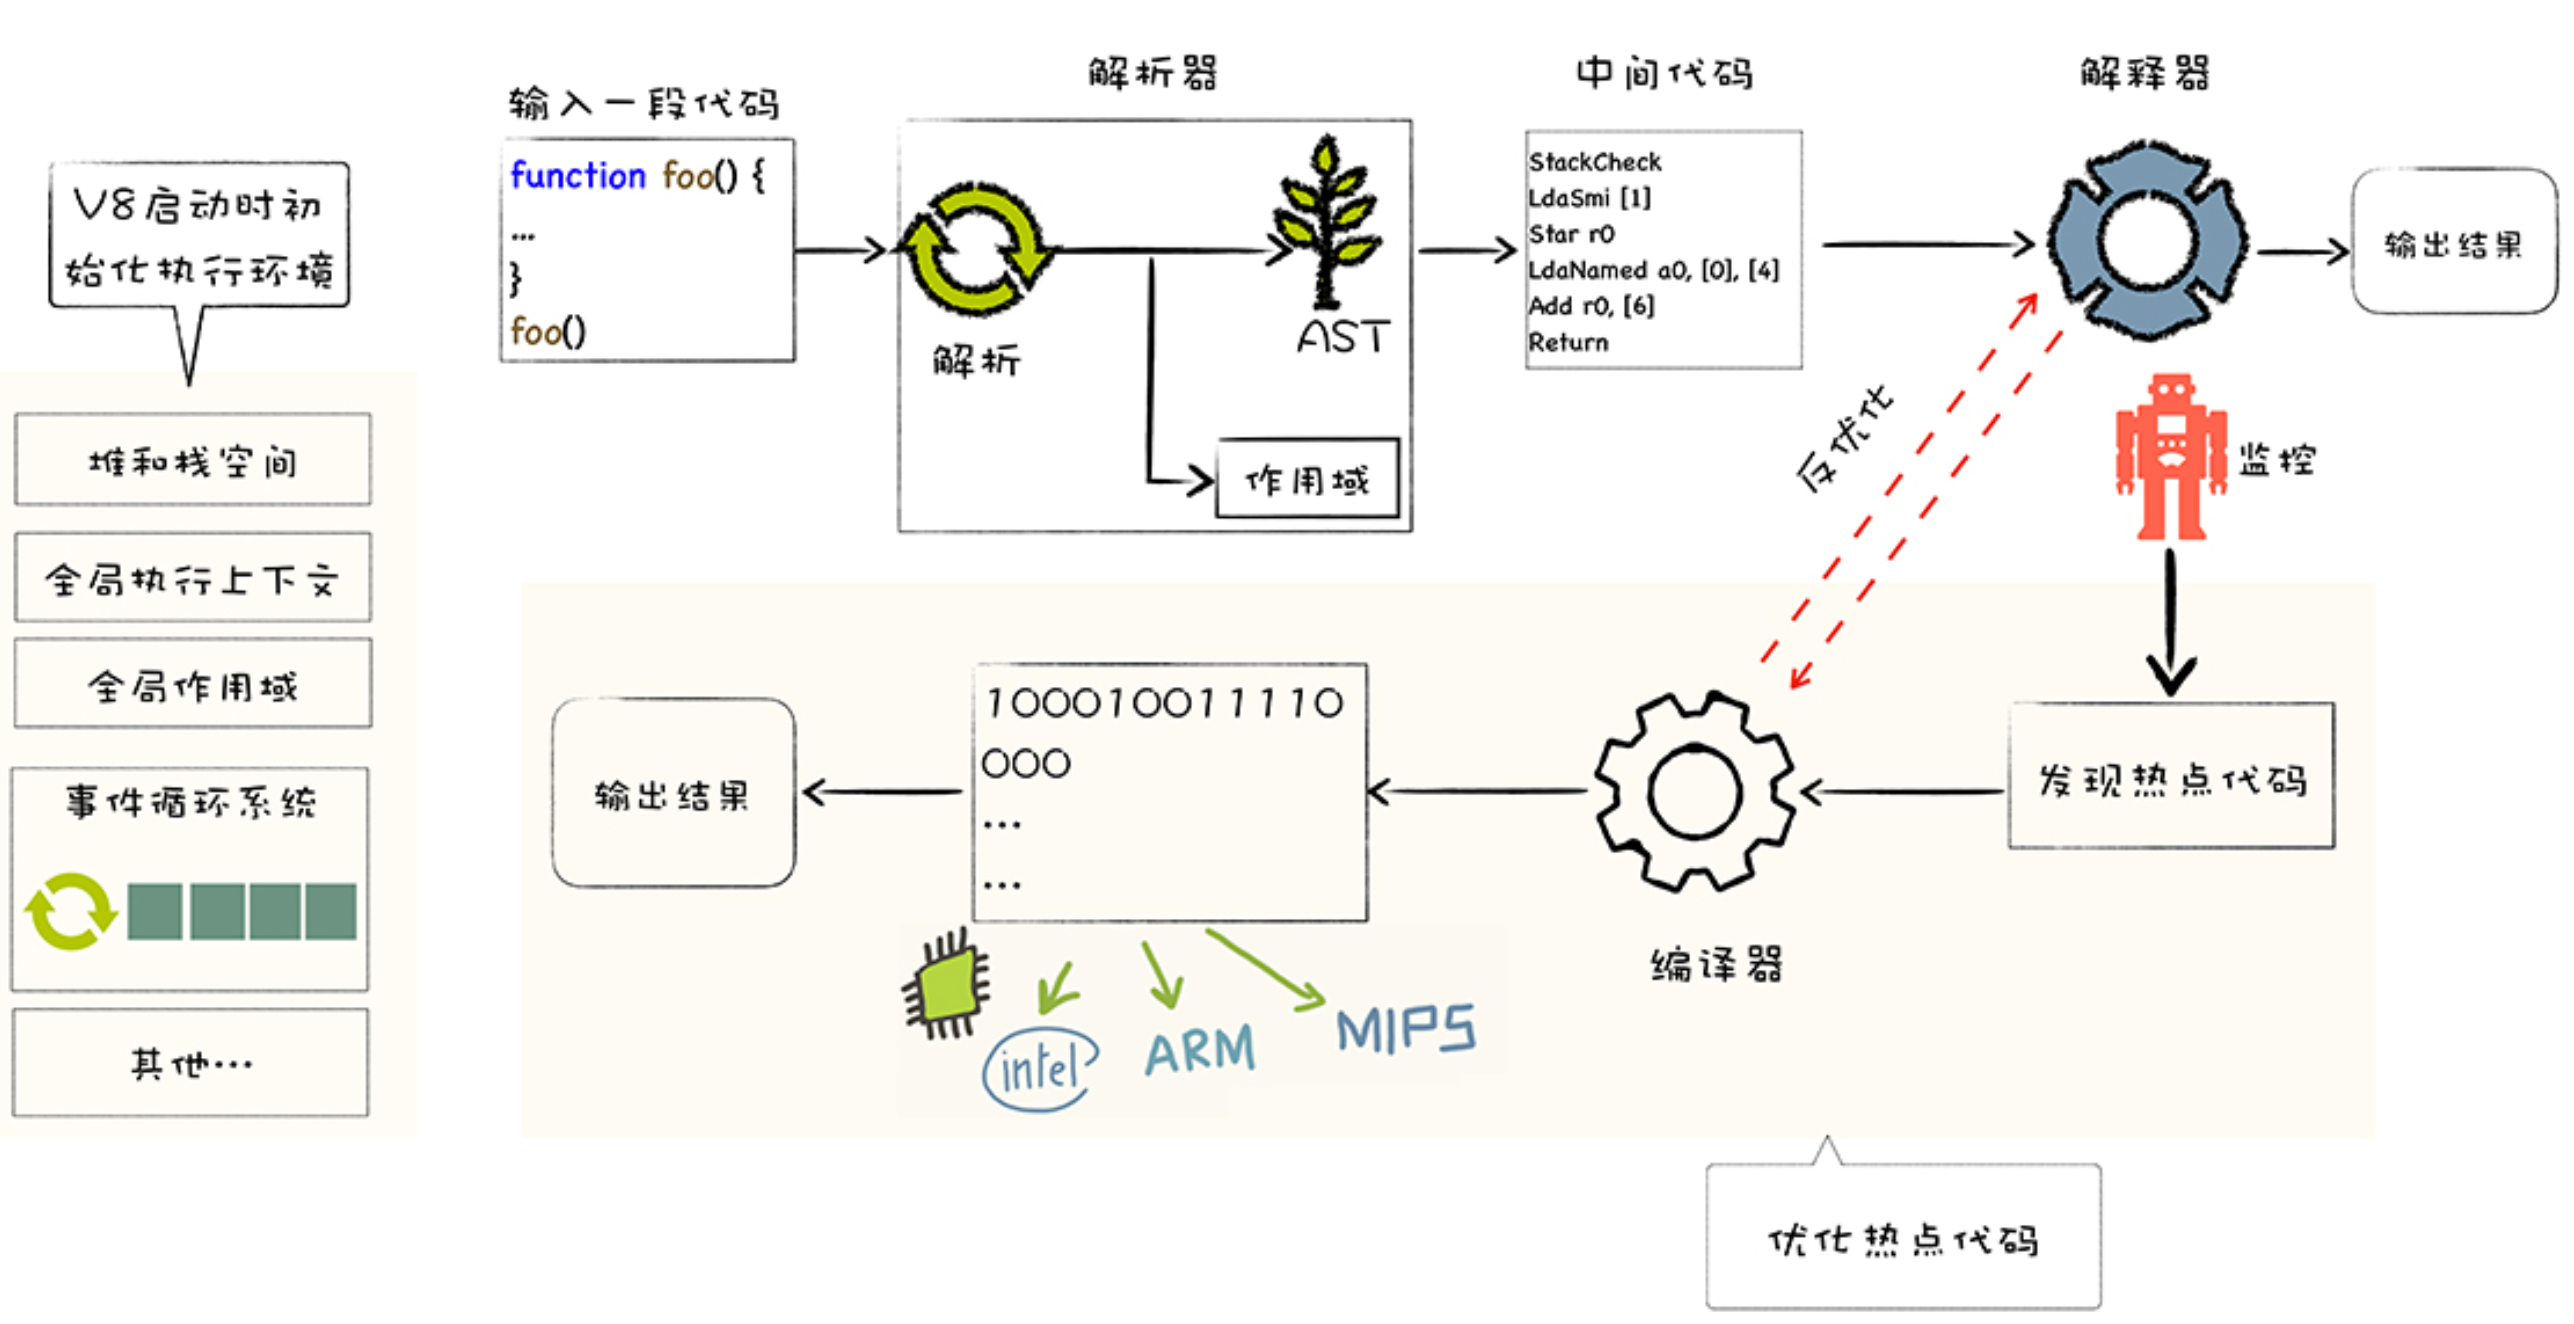 V8启动时初
始化执行环境
堆和栈空间
全局执行上下文
全局作用域
事件循环系统
其他…
输入一段代码
function foo() {
...
}
foo()
解析器
解析
AST
作用域
中间代码
StackCheck
LdaSmi [1]
Star r0
LdaNamed a0, [0], [4]
Add r0, [6]
Return
解释器
输出结果
反优化
监控
发现热点代码
编译器
10001001110
000
...
...
intel
ARM
MIPS
输出结果
优化热点代码